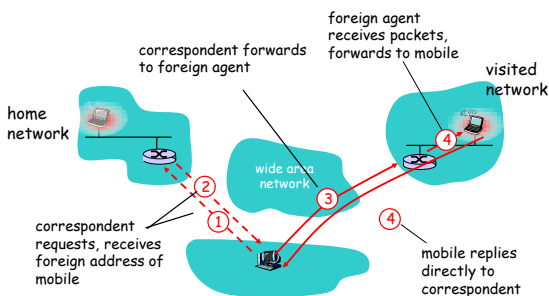 foreign agent
receives packets,
forwards to mobile
correspondent forwards
to foreign agent
visited
network
home
network
wide area
network
4
2
3
1
4
correspondent
requests, receives
foreign address of
mobile
mobile replies
directly to
correspondent